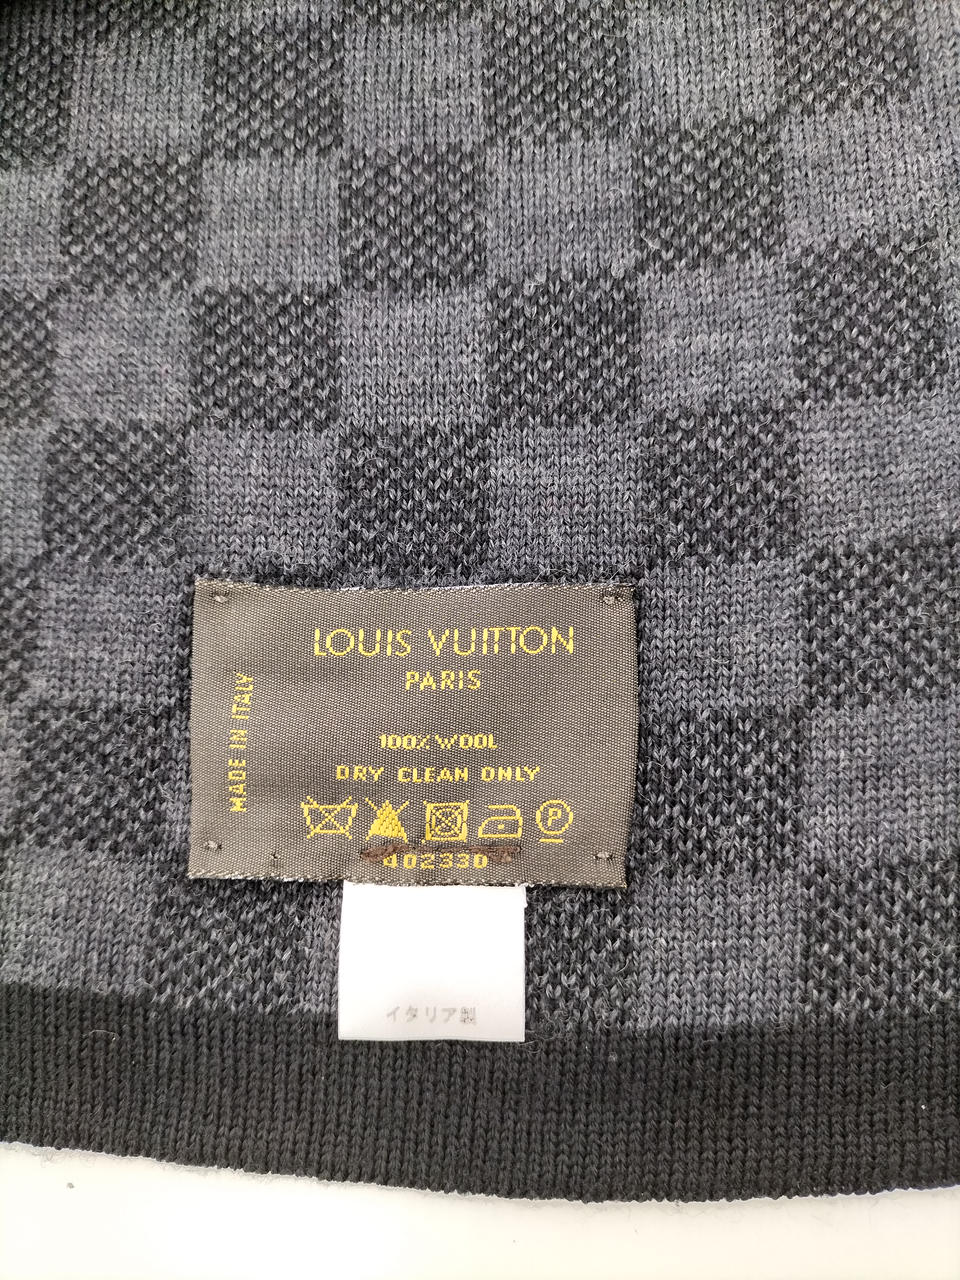 LOUIS VUITTON
PARIS
MADE IN ITALY
100% WOOL
DRY CLEAN ONLY
P
402330
イタリア製